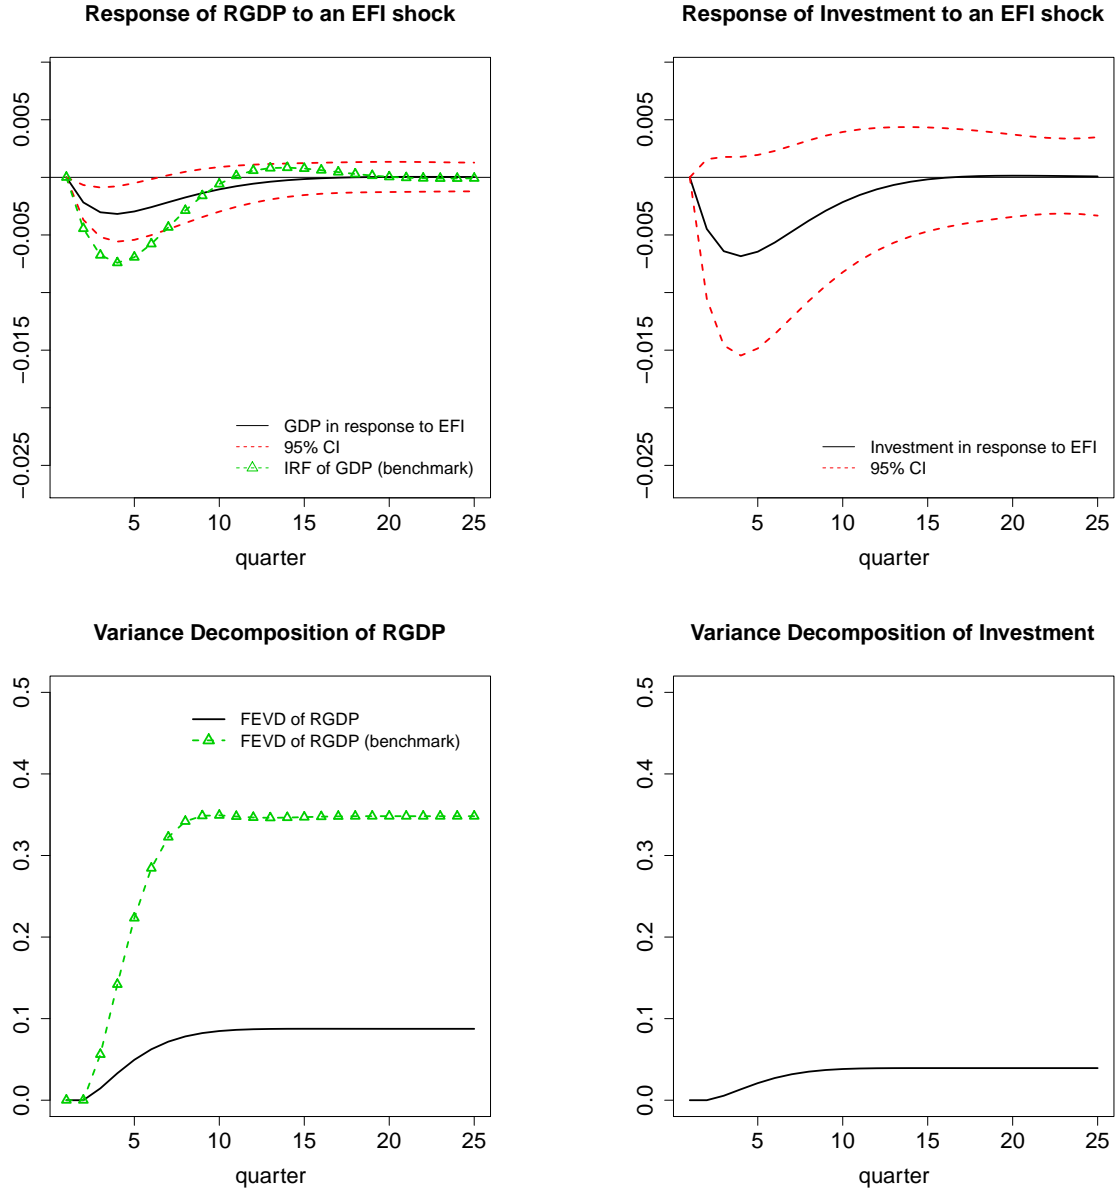 Response of RGDP to an EFI shock
0.005
−0.005
−0.015
−0.025
GDP in response to EFI
95% CI
IRF of GDP (benchmark)
5 10 15 20 25
quarter
Response of Investment to an EFI shock
0.005
−0.005
−0.015
−0.025
Investment in response to EFI
95% CI
5 10 15 20 25
quarter
Variance Decomposition of RGDP
0.5
0.4
0.3
0.2
0.1
0.0
FEVD of RGDP
FEVD of RGDP (benchmark)
5 10 15 20 25
quarter
Variance Decomposition of Investment
0.5
0.4
0.3
0.2
0.1
0.0
5 10 15 20 25
quarter